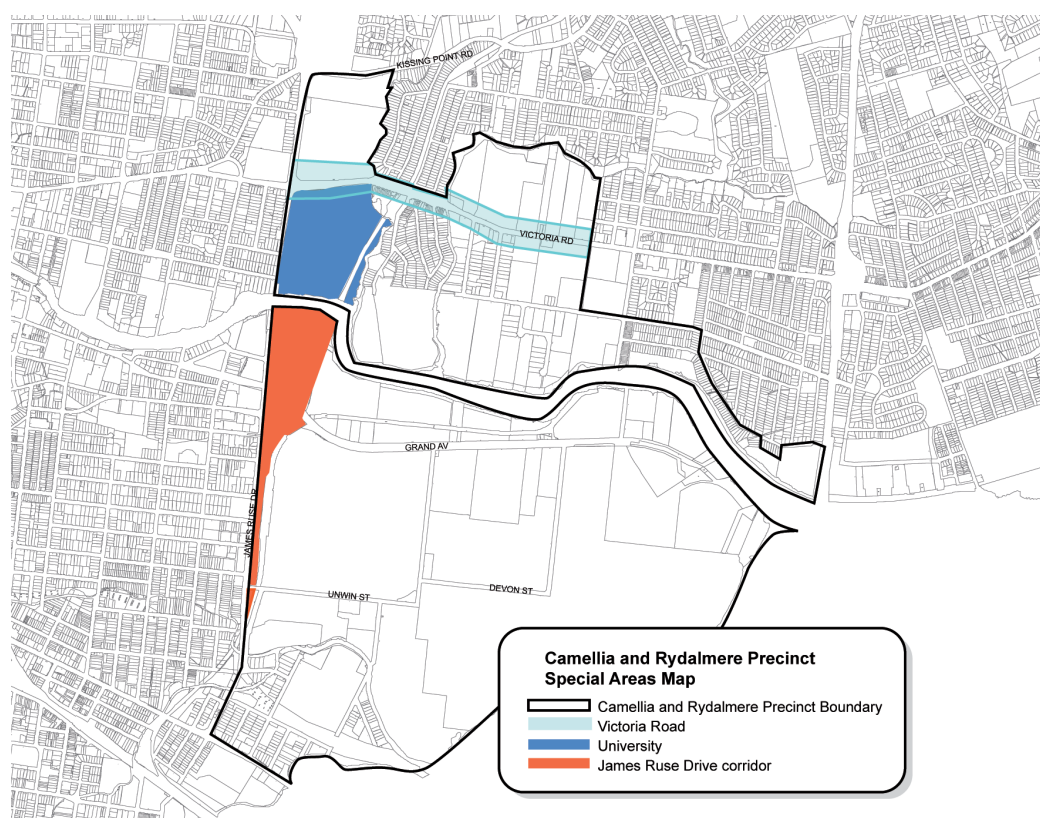 KISSING POINT RD
VICTORIA RD
GRAND AV
JAMES RUSE DR
UNWIN ST
DEVON ST
Camellia and Rydalmere Precinct
Special Areas Map
Camellia and Rydalmere Precinct Boundary
Victoria Road
University
James Ruse Drive corridor